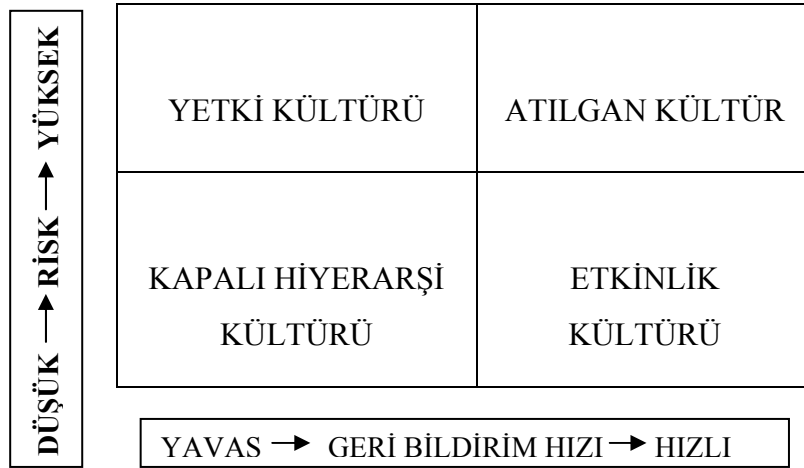 DÜŞÜK → RİSK → YÜKSEK
YETKİ KÜLTÜRÜ
ATILGAN KÜLTÜR
KAPALI HİYERARŞİ
KÜLTÜRÜ
ETKİNLİK
KÜLTÜRÜ
YAVAS → GERİ BİLDİRİM HIZI → HIZLI